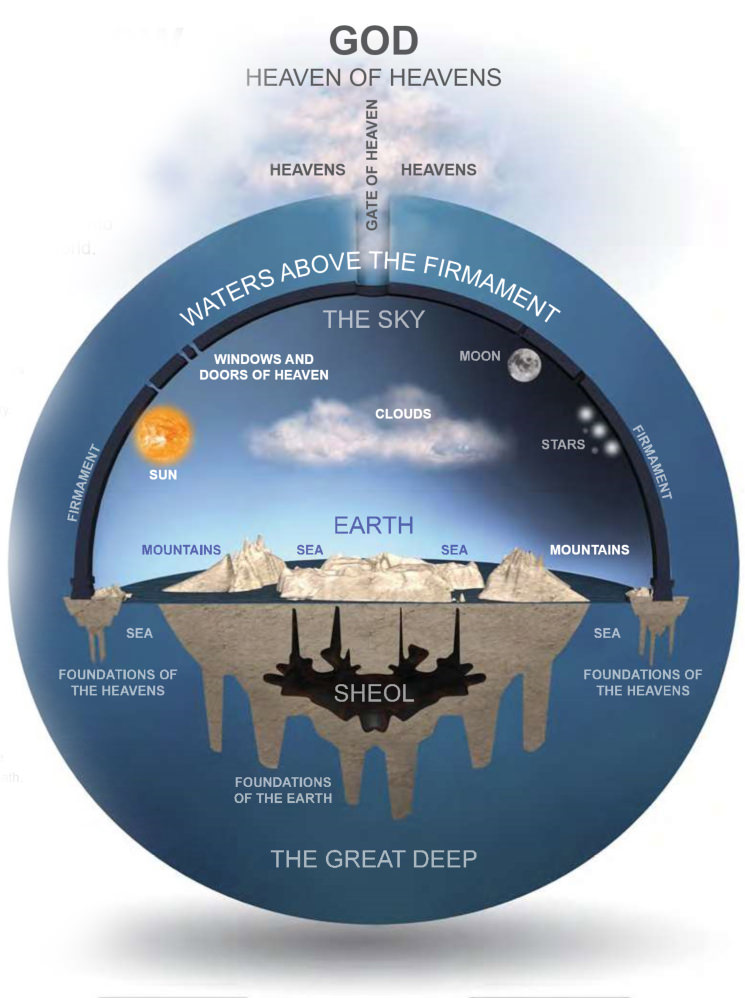 GOD
HEAVEN OF HEAVENS
GATE OF HEAVEN
HEAVENS
HEAVENS
WATERS ABOVE THE FIRMAMENT
THE SKY
WINDOWS AND
DOORS OF HEAVEN
MOON
CLOUDS
STARS
SUN
FIRMAMENT
FIRMAMENT
EARTH
MOUNTAINS
SEA
SEA
MOUNTAINS
SEA
SEA
FOUNDATIONS OF
THE HEAVENS
FOUNDATIONS OF
THE HEAVENS
SHEOL
FOUNDATIONS
OF THE EARTH
THE GREAT DEEP